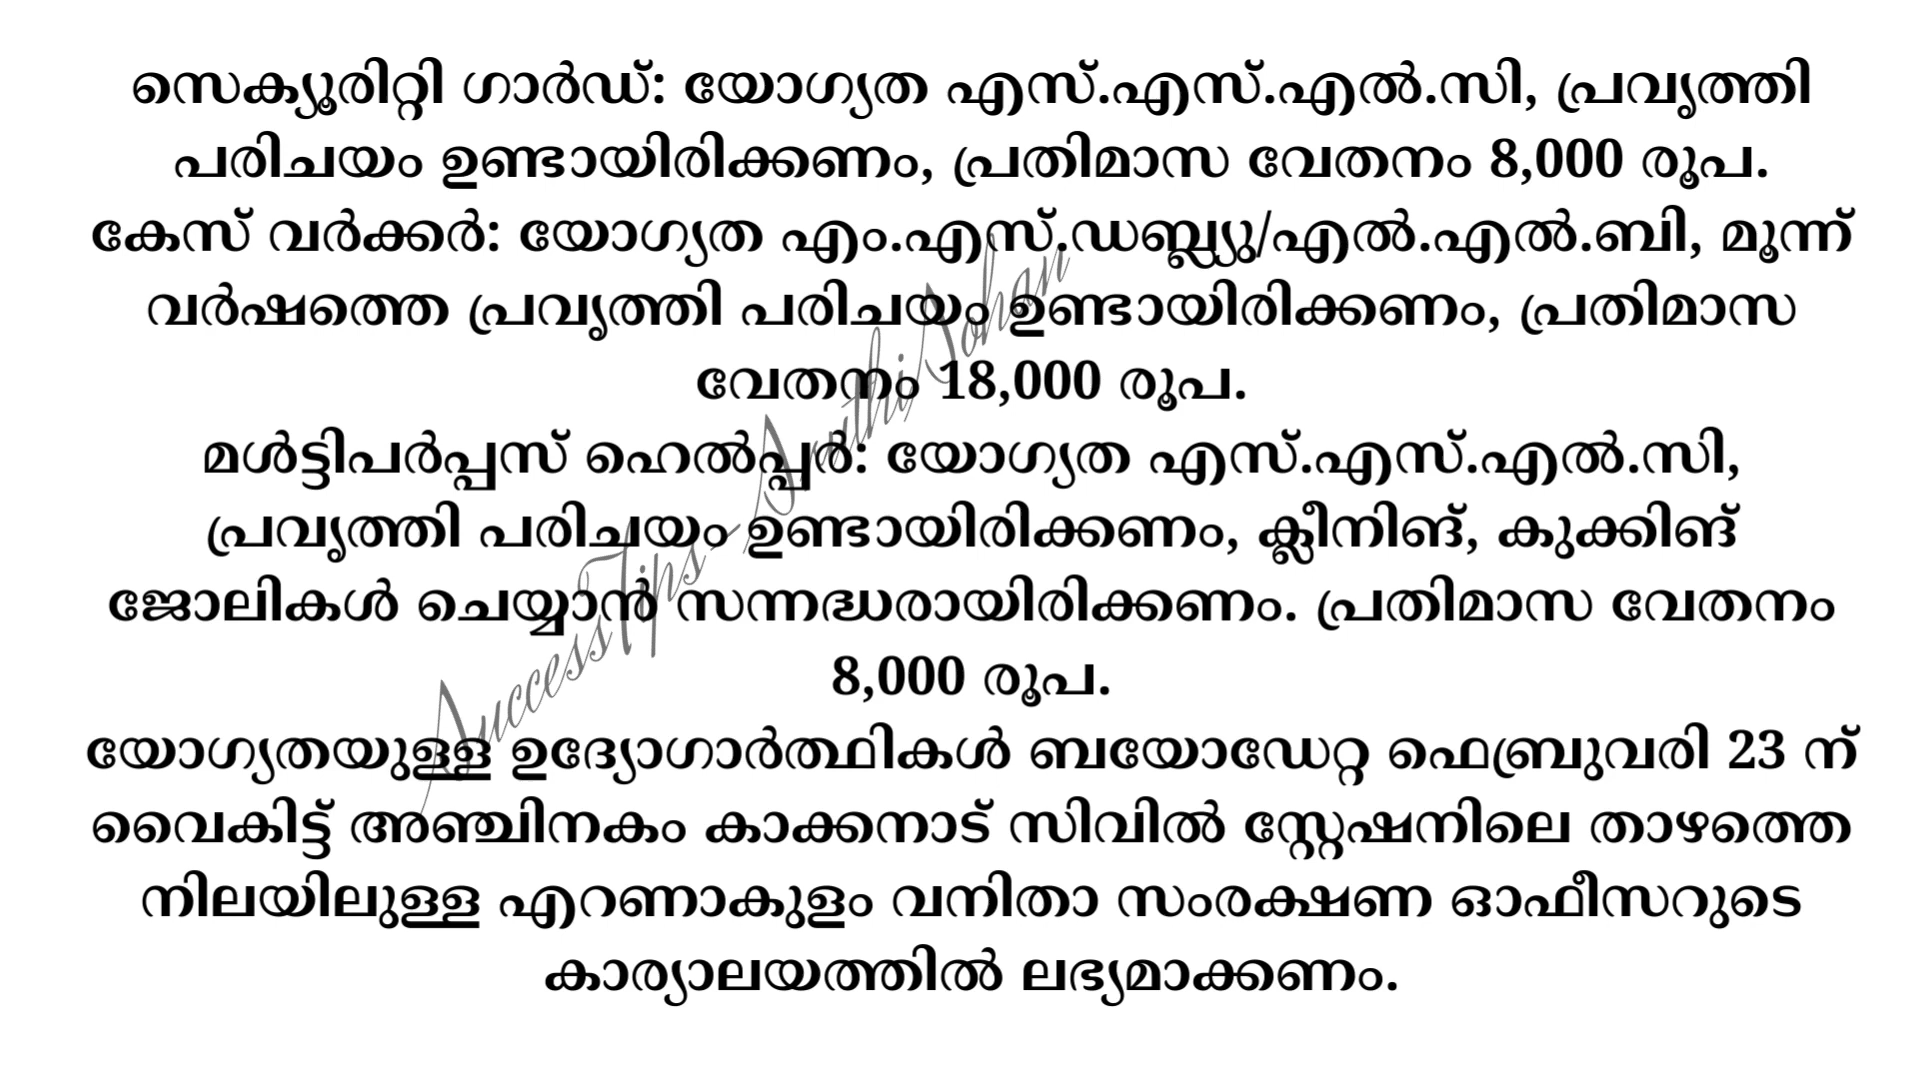 സെക്യൂരിറ്റി ഗാർഡ്: യോഗ്യത എസ്.എസ്.എൽ.സി, പ്രവൃത്തി
പരിചയം ഉണ്ടായിരിക്കണം, പ്രതിമാസ വേതനം 8,000 രൂപ.
കേസ് വർക്കർ: യോഗ്യത എം.എസ്.ഡബ്ല്യു/എൽ.എൽ.ബി, മൂന്ന്
വർഷത്തെ പ്രവൃത്തി പരിചയം ഉണ്ടായിരിക്കണം, പ്രതിമാസ
വേതനം 18,000 രൂപ.
മൾട്ടിപർപ്പസ് ഹെൽപ്പർ: യോഗ്യത എസ്.എസ്.എൽ.സി,
പ്രവൃത്തി പരിചയം ഉണ്ടായിരിക്കണം, ക്ലീനിങ്, കുക്കിങ്
ജോലികൾ ചെയ്യാൻ സന്നദ്ധരായിരിക്കണം. പ്രതിമാസ വേതനം
8,000 രൂപ.
യോഗ്യതയുള്ള ഉദ്യോഗാർത്ഥികൾ ബയോഡേറ്റ ഫെബ്രുവരി 23 ന്
വൈകിട്ട് അഞ്ചിനകം കാക്കനാട് സിവിൽ സ്റ്റേഷനിലെ താഴത്തെ
നിലയിലുള്ള എറണാകുളം വനിതാ സംരക്ഷണ ഓഫീസറുടെ
കാര്യാലയത്തിൽ ലഭ്യമാക്കണം.
SuccessTips-